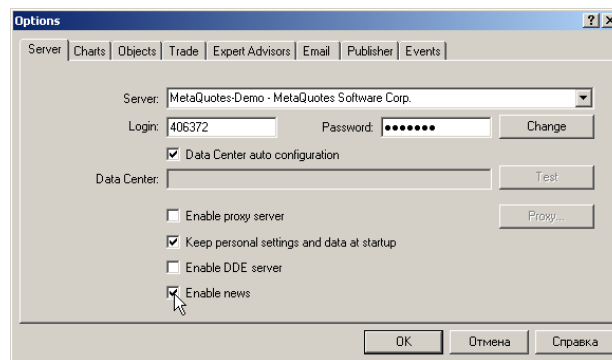 Options
Server Charts Objects Trade Expert Advisors Email Publisher Events
Server: MetaQuotes-Demo - MetaQuotes Software Corp.
Login: 406372 Password: ●●●●●●● Change
Data Center auto configuration
Data Center: Test
Enable proxy server Proxy...
Keep personal settings and data at startup
Enable DDE server
Enable news
OK Отмена Справка